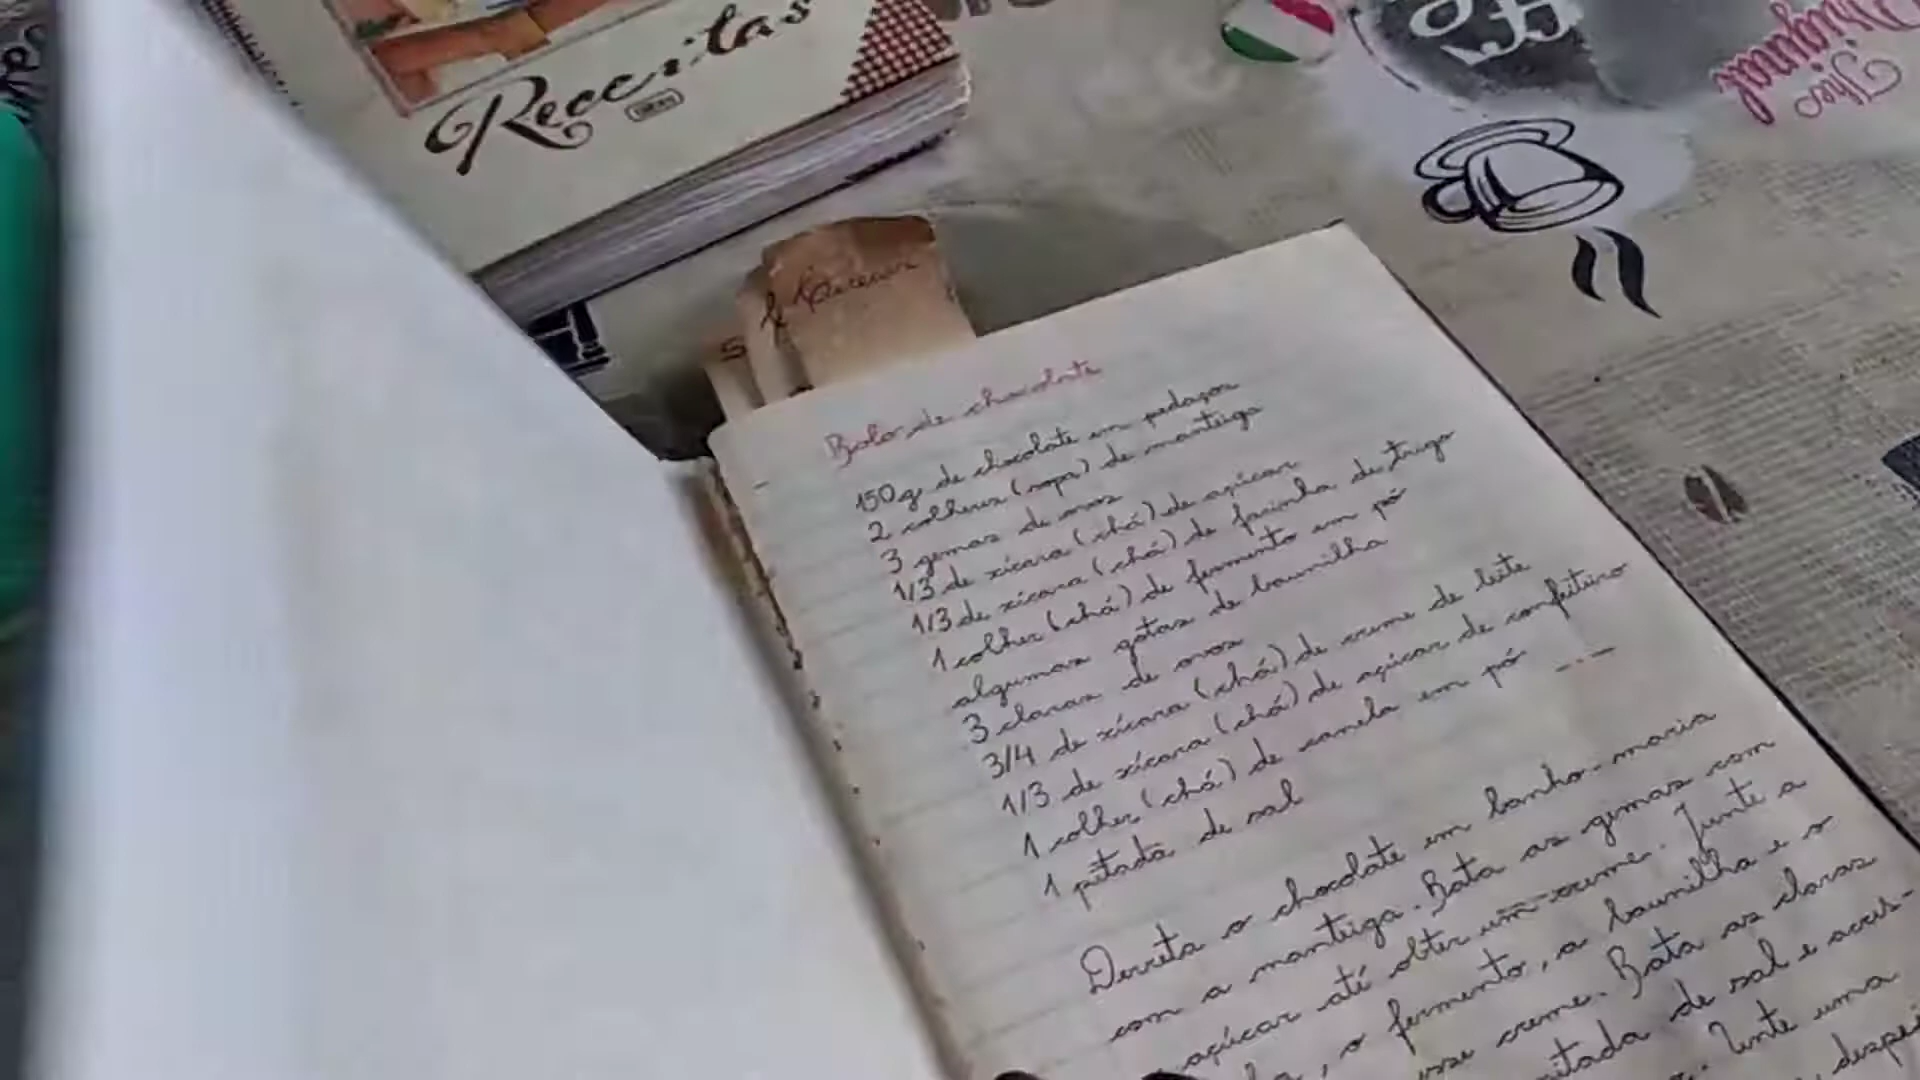 Receitas
Bolo de chocolate
150g de chocolate em pedaços
2 colheres (sopa) de manteiga
3 gemas de ovos
1/3 de xícara (chá) de açúcar
1/3 de xícara (chá) de farinha de trigo
1 colher (chá) de fermento em pó
algumas gotas de baunilha
3 claras de ovos
3/4 de xícara (chá) de creme de leite
1/3 de xícara (chá) de açúcar de confeiteiro
1 colher (chá) de canela em pó
1 pitada de sal
Derreta o chocolate em banho-maria
com a manteiga. Bata as gemas com
açúcar até obter um creme. Junte a
, o fermento, a baunilha e o
sse creme. Bata as claras
pitada de sal e acres-
Junte uma
, despei
The
Original